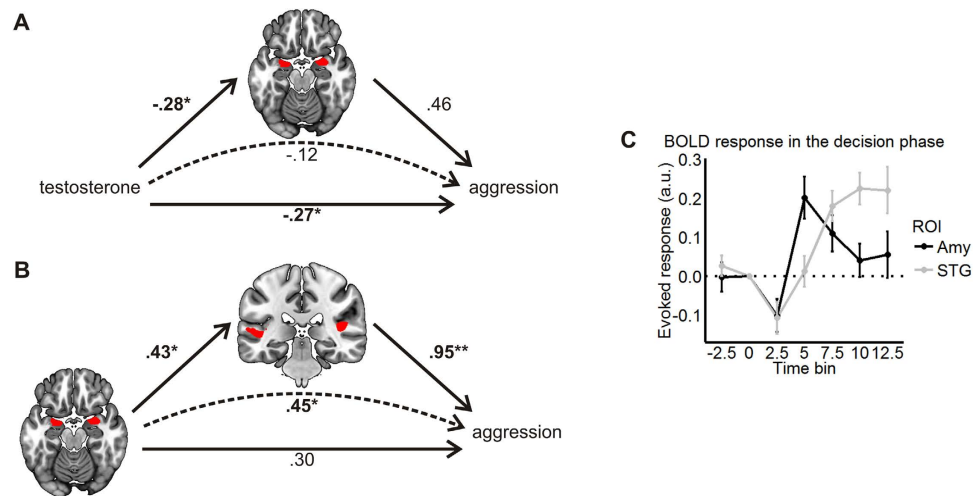 A
-.28*
.46
-.12
testosterone
aggression
-.27*
B
.43*
.95**
.45*
aggression
.30
C
BOLD response in the decision phase
Evoked response (a.u.)
0.3
0.2
0.1
0.0
-0.1
-2.5 0 2.5 5 7.5 10 12.5
Time bin
ROI
Amy
STG